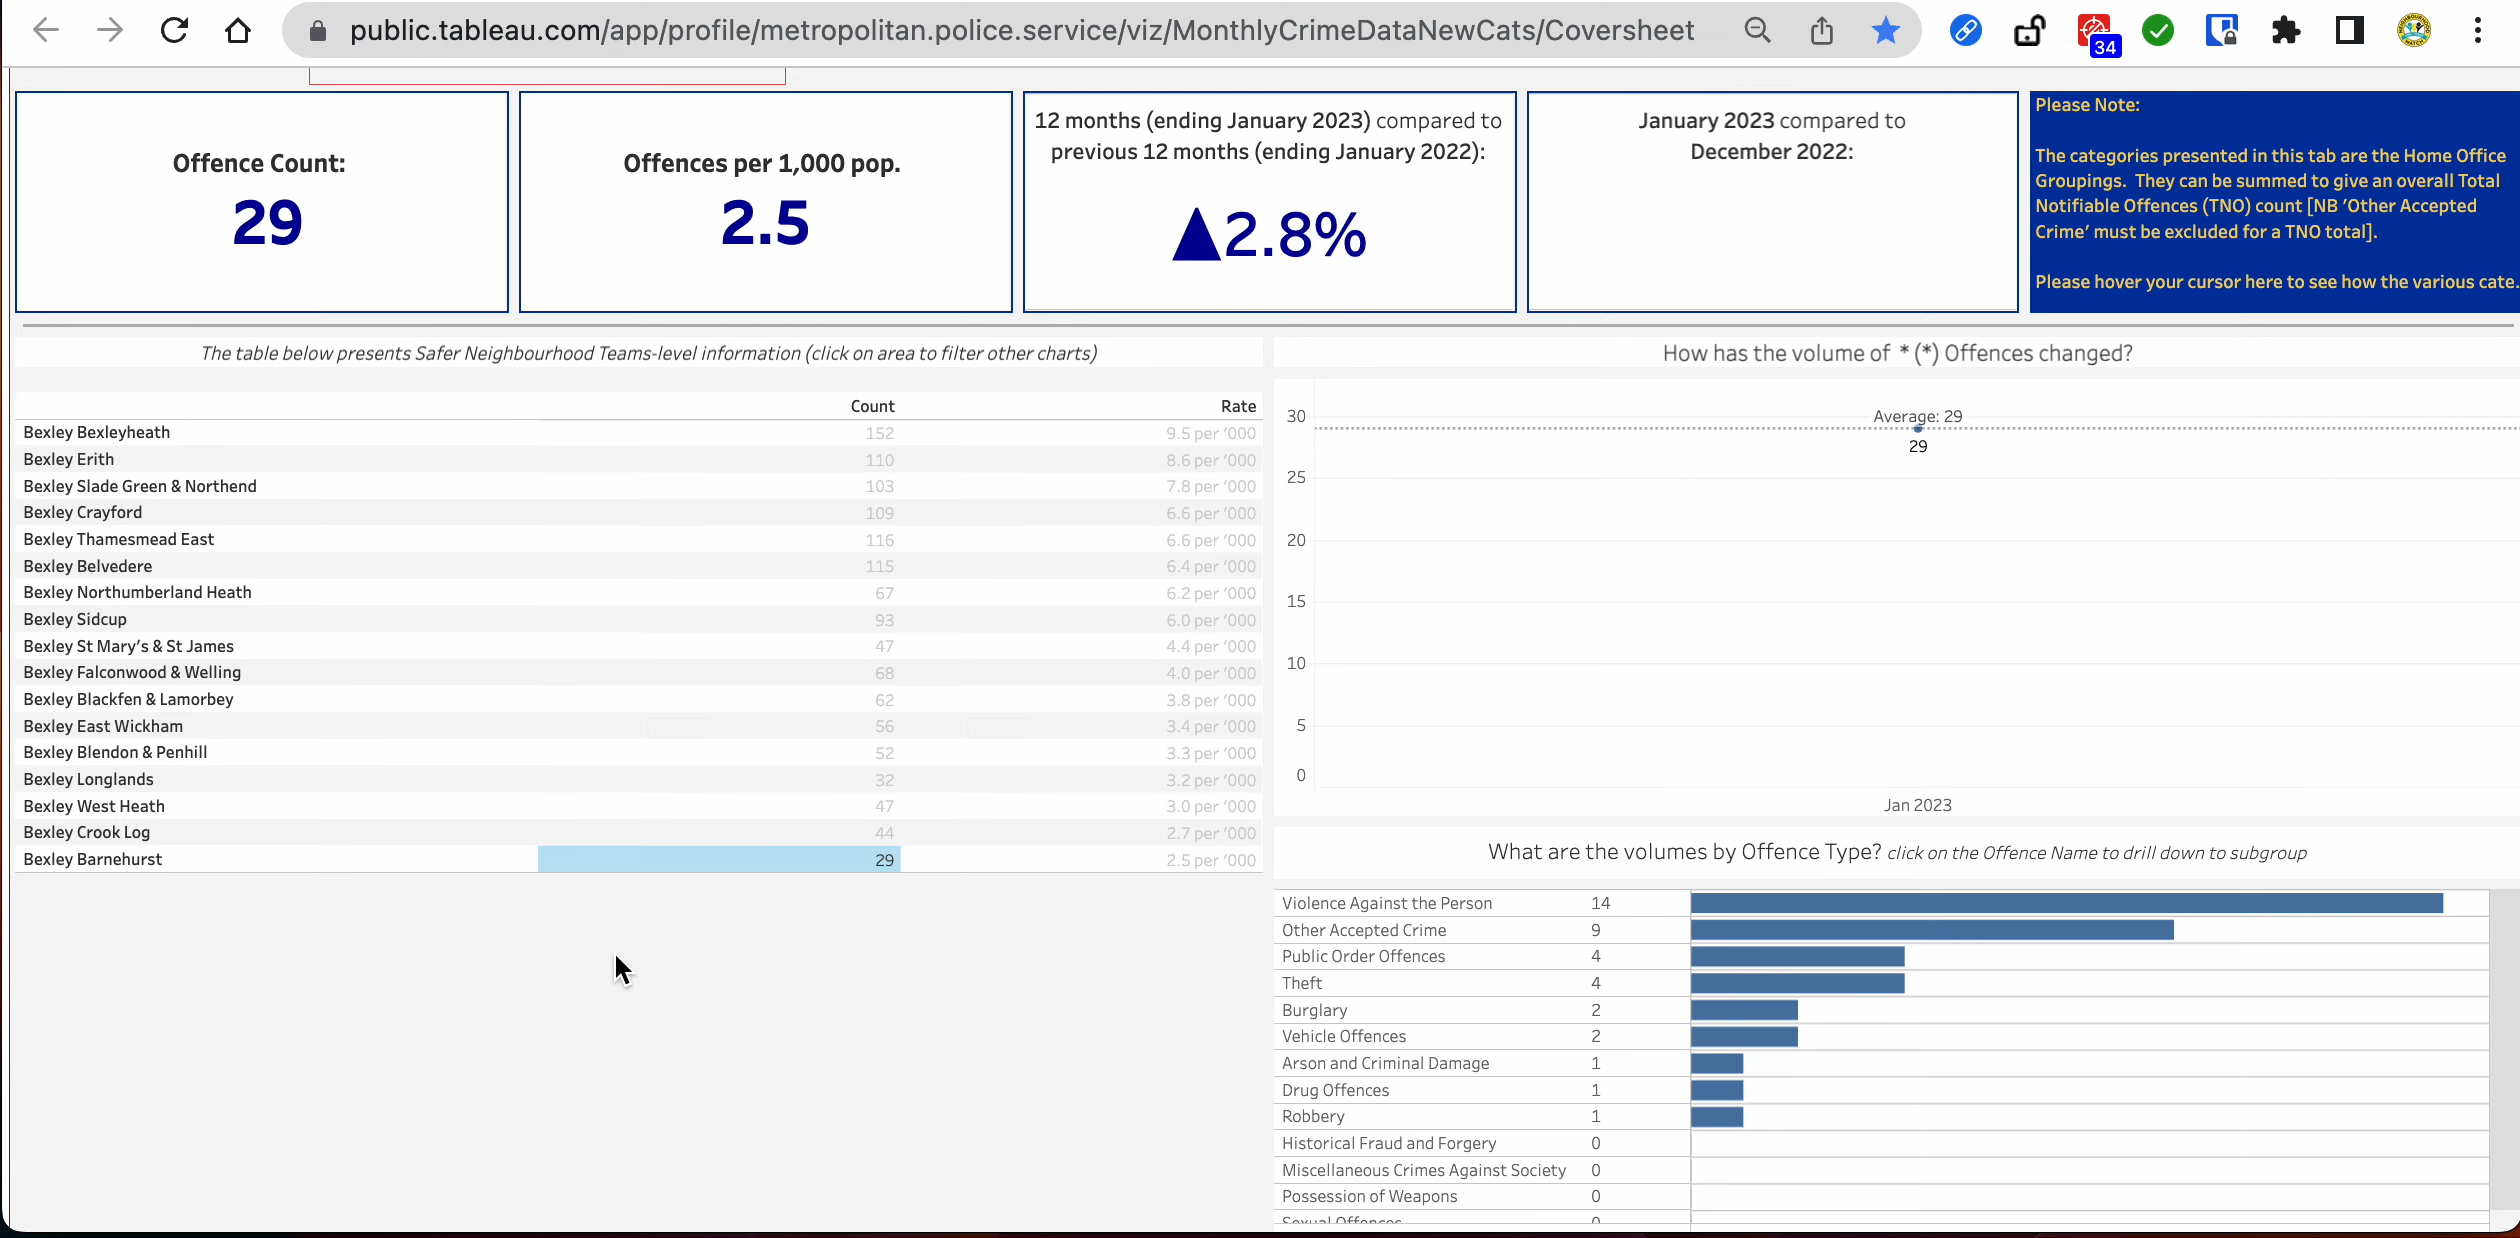 public.tableau.com/app/profile/metropolitan.police.service/viz/MonthlyCrimeDataNewCats/Coversheet
34
Offence Count:
29
Offences per 1,000 pop.
2.5
12 months (ending January 2023) compared to
previous 12 months (ending January 2022):
▲2.8%
January 2023 compared to
December 2022:
Please Note:
The categories presented in this tab are the Home Office
Groupings. They can be summed to give an overall Total
Notifiable Offences (TNO) count [NB 'Other Accepted
Crime' must be excluded for a TNO total].
Please hover your cursor here to see how the various cate.
The table below presents Safer Neighbourhood Teams-level information (click on area to filter other charts)
Count Rate
Bexley Bexleyheath 152 9.5 per '000
Bexley Erith 110 8.6 per '000
Bexley Slade Green & Northend 103 7.8 per '000
Bexley Crayford 109 6.6 per '000
Bexley Thamesmead East 116 6.6 per '000
Bexley Belvedere 115 6.4 per '000
Bexley Northumberland Heath 67 6.2 per '000
Bexley Sidcup 93 6.0 per '000
Bexley St Mary's & St James 47 4.4 per '000
Bexley Falconwood & Welling 68 4.0 per '000
Bexley Blackfen & Lamorbey 62 3.8 per '000
Bexley East Wickham 56 3.4 per '000
Bexley Blendon & Penhill 52 3.3 per '000
Bexley Longlands 32 3.2 per '000
Bexley West Heath 47 3.0 per '000
Bexley Crook Log 44 2.7 per '000
Bexley Barnehurst 29 2.5 per '000
How has the volume of * (*) Offences changed?
30
Average: 29
29
25
20
15
10
5
0
Jan 2023
What are the volumes by Offence Type? click on the Offence Name to drill down to subgroup
Violence Against the Person 14
Other Accepted Crime 9
Public Order Offences 4
Theft 4
Burglary 2
Vehicle Offences 2
Arson and Criminal Damage 1
Drug Offences 1
Robbery 1
Historical Fraud and Forgery 0
Miscellaneous Crimes Against Society 0
Possession of Weapons 0
Sexual Offences 0